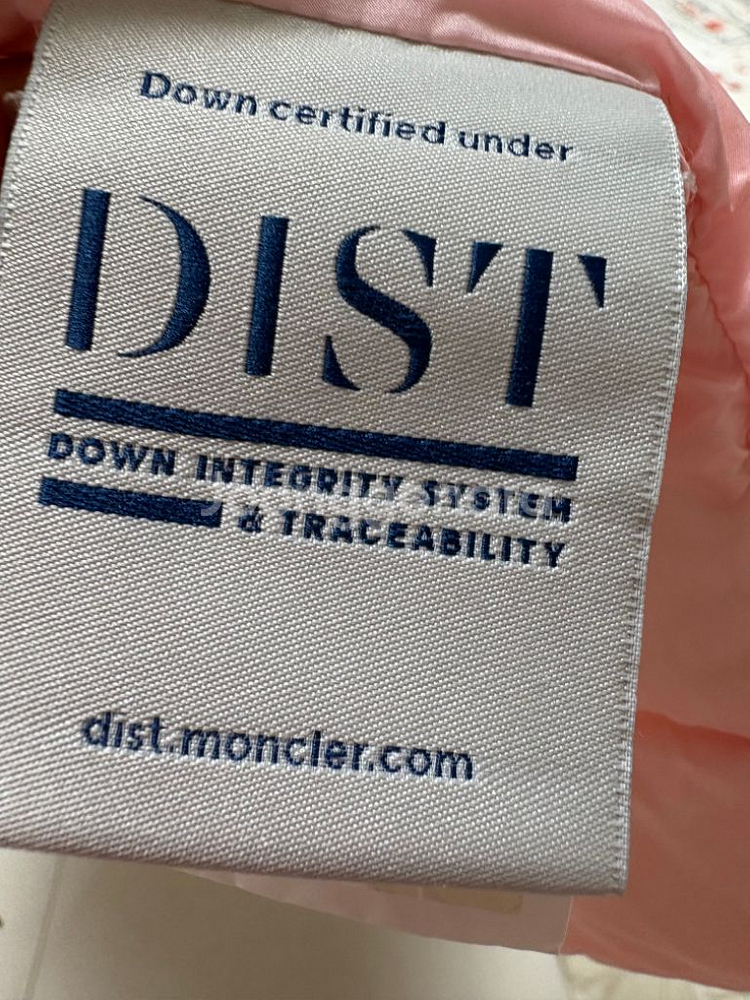 Down certified under
DIST
DOWN INTEGRITY SYSTEM
& TRACEABILITY
dist.moncler.com